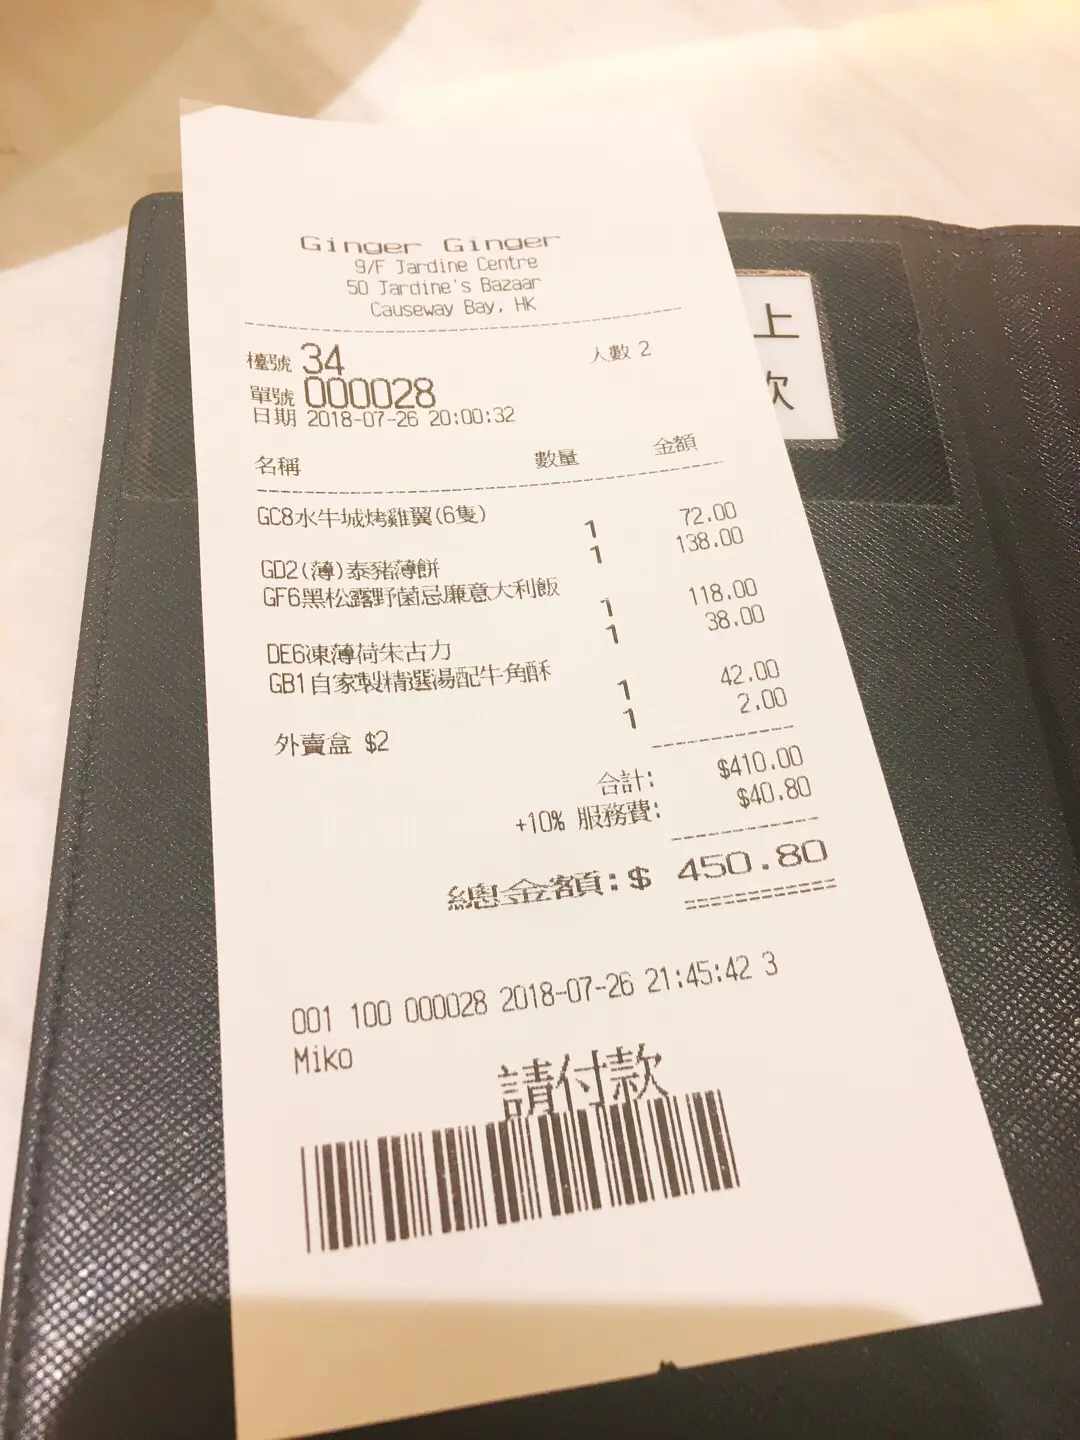 Ginger Ginger
9/F Jardine Centre
50 Jardine's Bazaar
Causeway Bay, HK
檯號 34 人數 2
單號 000028
日期 2018-07-26 20:00:32
名稱 數量 金額
GC8水牛城烤雞翼(6隻) 1 72.00
GD2(薄)泰豬薄餅 1 138.00
GF6黑松露野菌忌廉意大利飯 1 118.00
DE6凍薄荷朱古力 1 38.00
GB1自家製精選湯配牛角酥 1 42.00
外賣盒 $2 1 2.00
合計: $410.00
+10% 服務費: $40.80
總金額:$ 450.80
001 100 000028 2018-07-26 21:45:42 3
Miko
請付款
上